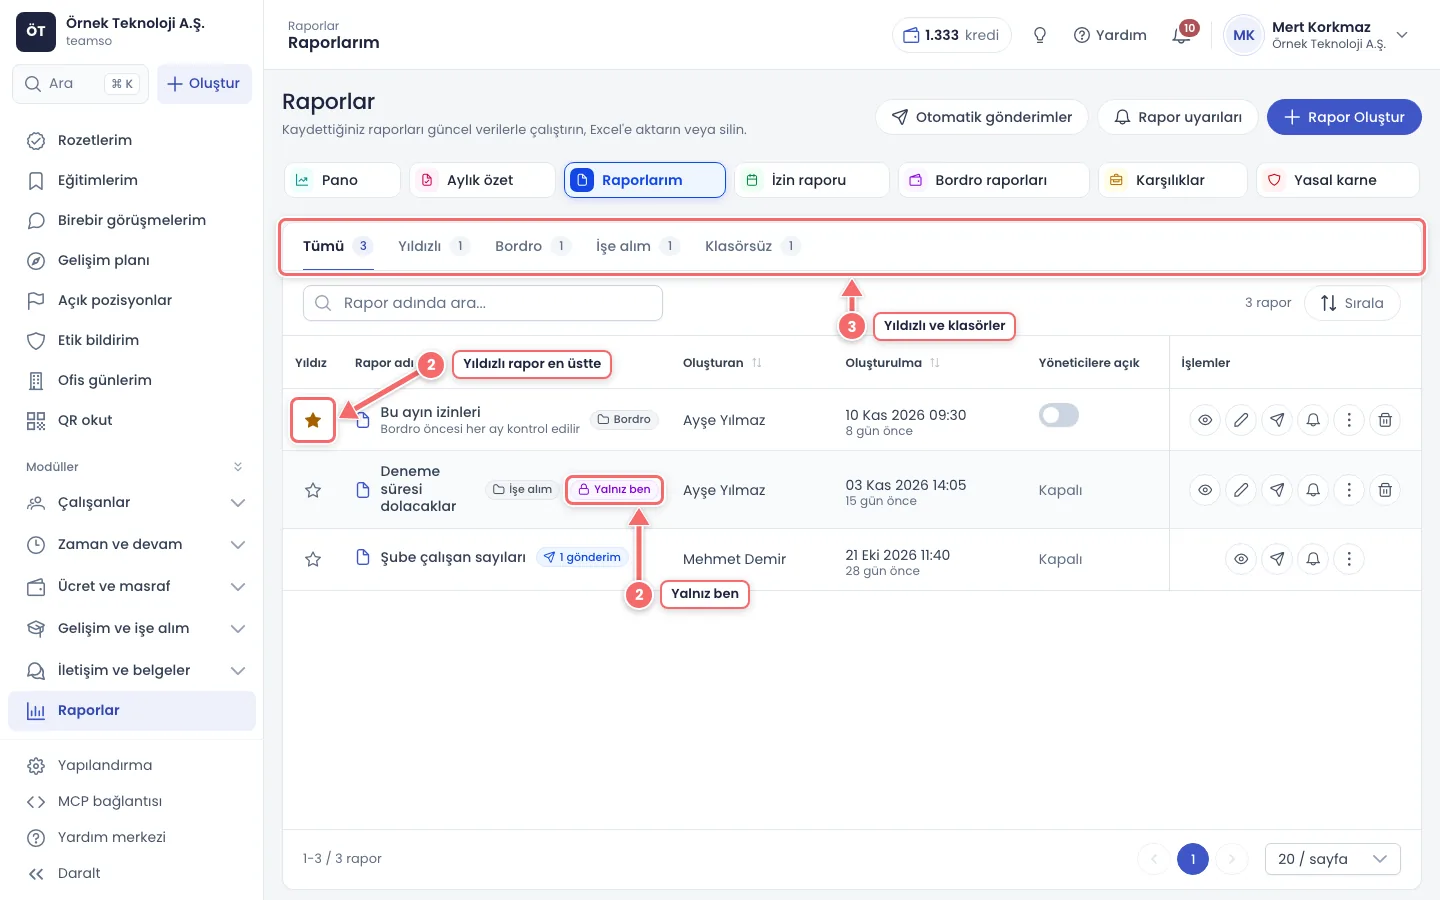 ÖT
Örnek Teknoloji A.Ş.
teamso
Ara
⌘ K
Oluştur
Rozetlerim
Eğitimlerim
Birebir görüşmelerim
Gelişim planı
Açık pozisyonlar
Etik bildirim
Ofis günlerim
QR okut
Modüller
Çalışanlar
Zaman ve devam
Ücret ve masraf
Gelişim ve işe alım
İletişim ve belgeler
Raporlar
Yapılandırma
MCP bağlantısı
Yardım merkezi
Daralt
Raporlar
Raporlarım
1.333 kredi
Yardım
10
MK
Mert Korkmaz
Örnek Teknoloji A.Ş.
Raporlar
Kaydettiğiniz raporları güncel verilerle çalıştırın, Excel'e aktarın veya silin.
Otomatik gönderimler
Rapor uyarıları
Rapor Oluştur
Pano
Aylık özet
Raporlarım
İzin raporu
Bordro raporları
Karşılıklar
Yasal karne
Tümü 3
Yıldızlı 1
Bordro 1
İşe alım 1
Klasörsüz 1
Rapor adında ara...
3 rapor
Sırala
3
Yıldızlı ve klasörler
Yıldız
Rapor adı
2
Yıldızlı rapor en üstte
Oluşturan
Oluşturulma
Yöneticilere açık
İşlemler
Bu ayın izinleri
Bordro öncesi her ay kontrol edilir
Bordro
Ayşe Yılmaz
10 Kas 2026 09:30
8 gün önce
Deneme
süresi
dolacaklar
İşe alım
Yalnız ben
Ayşe Yılmaz
03 Kas 2026 14:05
15 gün önce
Kapalı
Şube çalışan sayıları
1 gönderim
Mehmet Demir
21 Eki 2026 11:40
28 gün önce
Kapalı
2
Yalnız ben
1-3 / 3 rapor
1
20 / sayfa